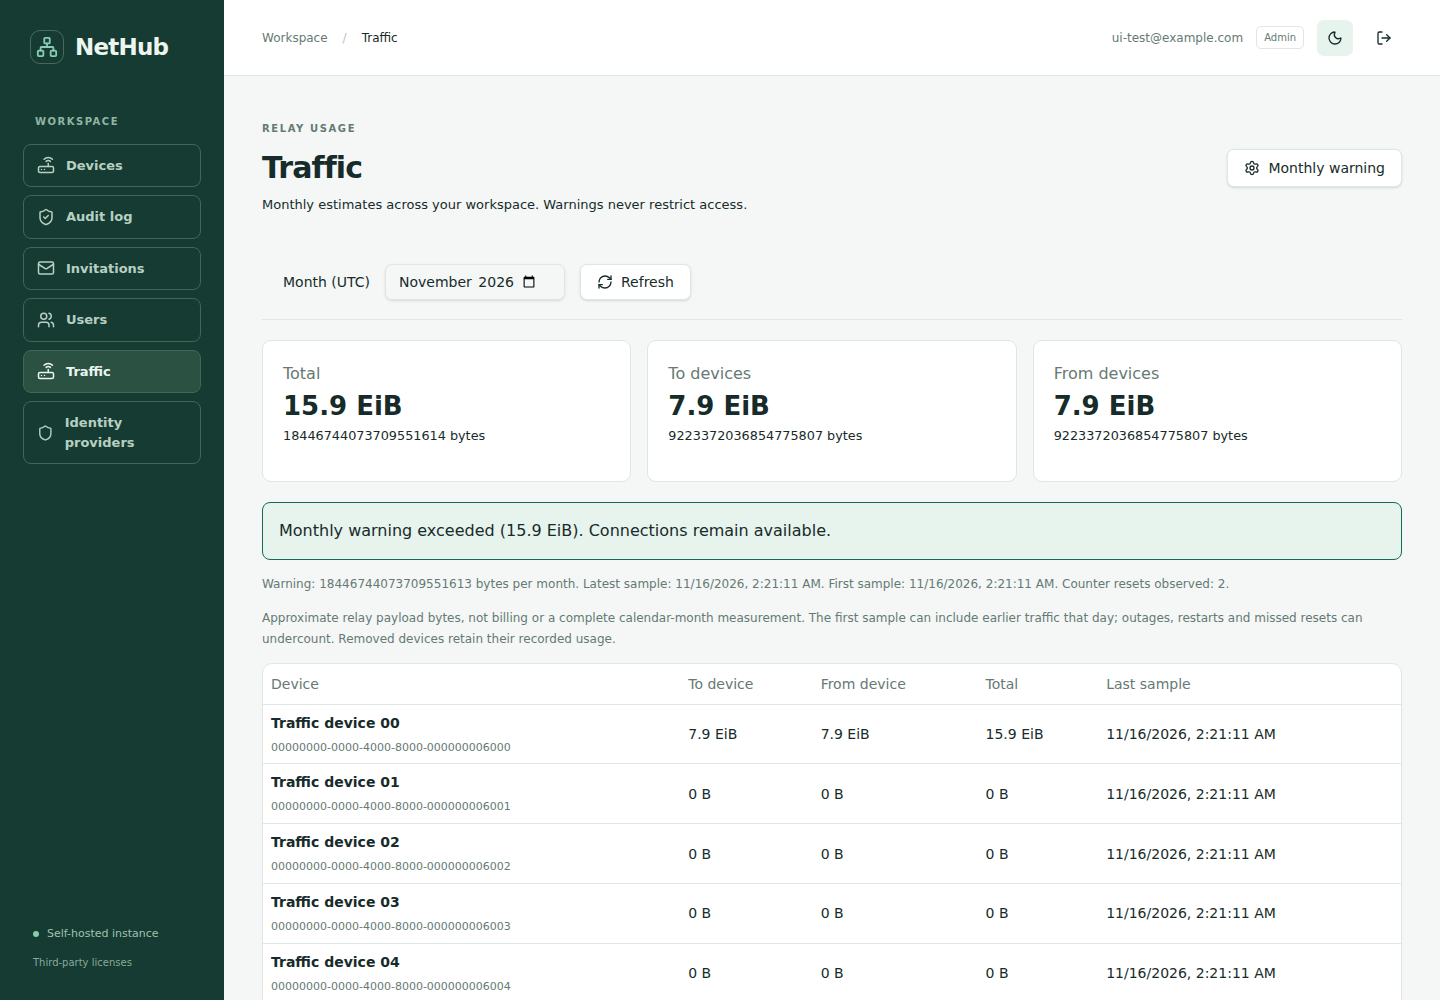 NetHub
WORKSPACE
Devices
Audit log
Invitations
Users
Traffic
Identity
providers
Self-hosted instance
Third-party licenses
Workspace / Traffic
ui-test@example.com Admin
RELAY USAGE
Traffic
Monthly warning
Monthly estimates across your workspace. Warnings never restrict access.
Month (UTC) November 2026 Refresh
Total
15.9 EiB
18446744073709551614 bytes
To devices
7.9 EiB
9223372036854775807 bytes
From devices
7.9 EiB
9223372036854775807 bytes
Monthly warning exceeded (15.9 EiB). Connections remain available.
Warning: 18446744073709551613 bytes per month. Latest sample: 11/16/2026, 2:21:11 AM. First sample: 11/16/2026, 2:21:11 AM. Counter resets observed: 2.
Approximate relay payload bytes, not billing or a complete calendar-month measurement. The first sample can include earlier traffic that day; outages, restarts and missed resets can
undercount. Removed devices retain their recorded usage.
Device To device From device Total Last sample
Traffic device 00
00000000-0000-4000-8000-000000006000
7.9 EiB 7.9 EiB 15.9 EiB 11/16/2026, 2:21:11 AM
Traffic device 01
00000000-0000-4000-8000-000000006001
0 B 0 B 0 B 11/16/2026, 2:21:11 AM
Traffic device 02
00000000-0000-4000-8000-000000006002
0 B 0 B 0 B 11/16/2026, 2:21:11 AM
Traffic device 03
00000000-0000-4000-8000-000000006003
0 B 0 B 0 B 11/16/2026, 2:21:11 AM
Traffic device 04
00000000-0000-4000-8000-000000006004
0 B 0 B 0 B 11/16/2026, 2:21:11 AM